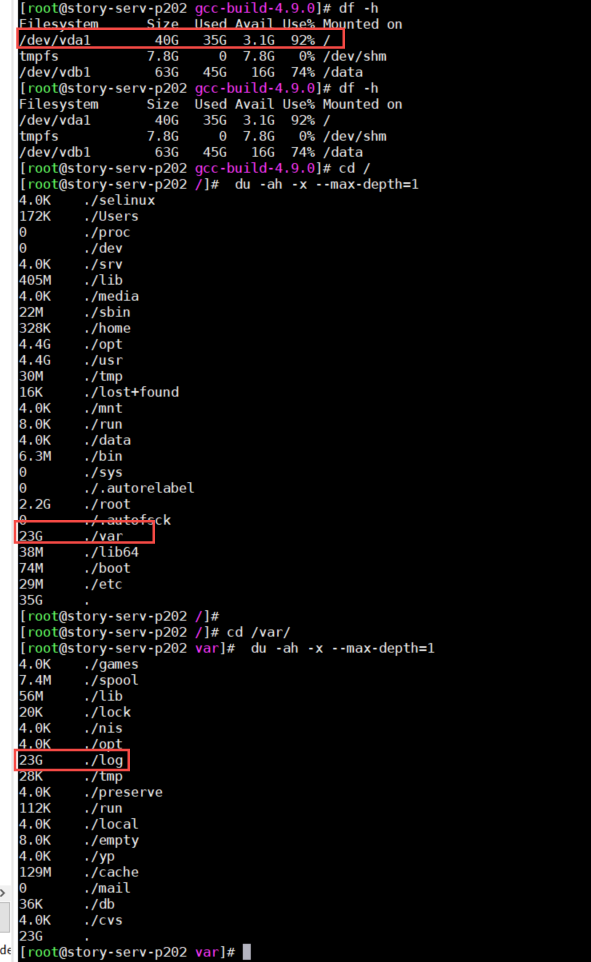 [root@story-serv-p202 gcc-build-4.9.0]# df -h
Filesystem      Size  Used Avail Use% Mounted on
/dev/vda1        40G   35G  3.1G  92% /
tmpfs           7.8G     0  7.8G   0% /dev/shm
/dev/vdb1        63G   45G   16G  74% /data
[root@story-serv-p202 gcc-build-4.9.0]# df -h
Filesystem      Size  Used Avail Use% Mounted on
/dev/vda1        40G   35G  3.1G  92% /
tmpfs           7.8G     0  7.8G   0% /dev/shm
/dev/vdb1        63G   45G   16G  74% /data
[root@story-serv-p202 gcc-build-4.9.0]# cd /
[root@story-serv-p202 /]#  du -ah -x --max-depth=1
4.0K    ./selinux
172K    ./Users
0       ./proc
0       ./dev
4.0K    ./srv
405M    ./lib
4.0K    ./media
22M     ./sbin
328K    ./home
4.4G    ./opt
4.4G    ./usr
30M     ./tmp
16K     ./lost+found
4.0K    ./mnt
8.0K    ./run
4.0K    ./data
6.3M    ./bin
0       ./sys
0       ./.autorelabel
2.2G    ./root
0       ./.autofsck
23G     ./var
38M     ./lib64
74M     ./boot
29M     ./etc
35G     .
[root@story-serv-p202 /]#
[root@story-serv-p202 /]# cd /var/
[root@story-serv-p202 var]#  du -ah -x --max-depth=1
4.0K    ./games
7.4M    ./spool
56M     ./lib
20K     ./lock
4.0K    ./nis
4.0K    ./opt
23G     ./log
28K     ./tmp
4.0K    ./preserve
112K    ./run
4.0K    ./local
8.0K    ./empty
4.0K    ./yp
129M    ./cache
0       ./mail
36K     ./db
4.0K    ./cvs
23G     .
[root@story-serv-p202 var]#